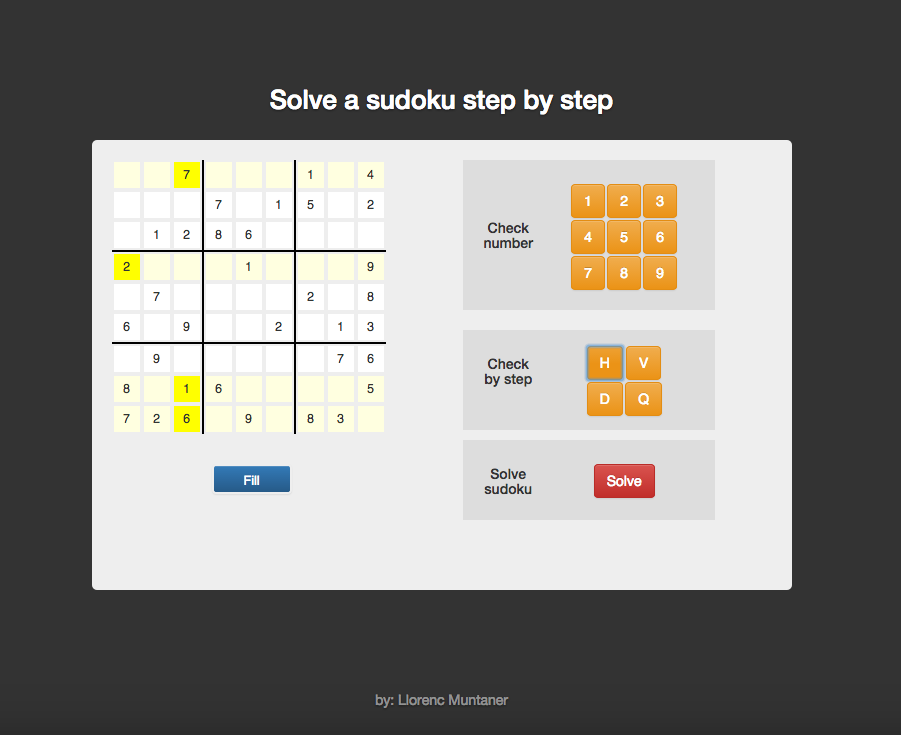 Solve a sudoku step by step
7 1 4
7 1 5 2
1 2 8 6
2 1 9
7 2 8
6 9 2 1 3
9 7 6
8 1 6 5
7 2 6 9 8 3
Fill
Check
number
1 2 3
4 5 6
7 8 9
Check
by step
H V
D Q
Solve
sudoku
Solve
by: Llorenc Muntaner